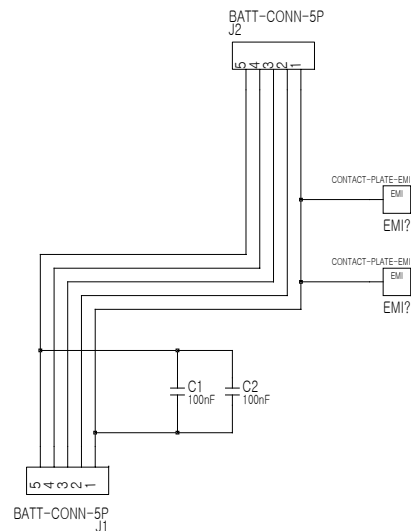 BATT-CONN-5P
J2
5 4 3 2 1
CONTACT-PLATE-EMI
EMI
EMI?
CONTACT-PLATE-EMI
EMI
EMI?
C1
100nF
C2
100nF
5 4 3 2 1
BATT-CONN-5P
J1